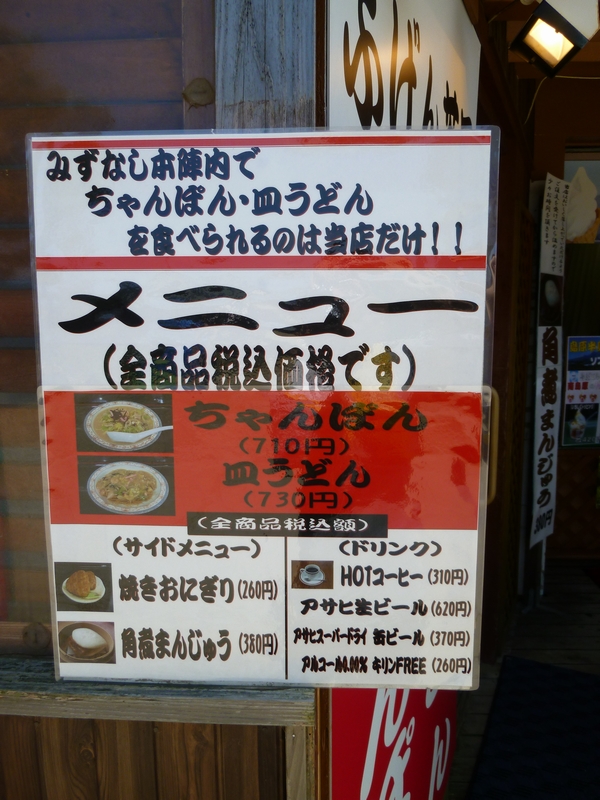 みずなし本陣内で
ちゃんぽん・皿うどん
を食べられるのは当店だけ！！
メニュー
（全商品税込価格です）
ちゃんぽん
（710円）
皿うどん
（730円）
（全商品税込額）
（サイドメニュー）
焼きおにぎり（260円）
角煮まんじゅう（380円）
（ドリンク）
HOTコーヒー（310円）
アサヒ生ビール（620円）
アサヒスーパードライ 缶ビール（370円）
アルコール0.00% キリンFREE（260円）
角煮まんじゅう